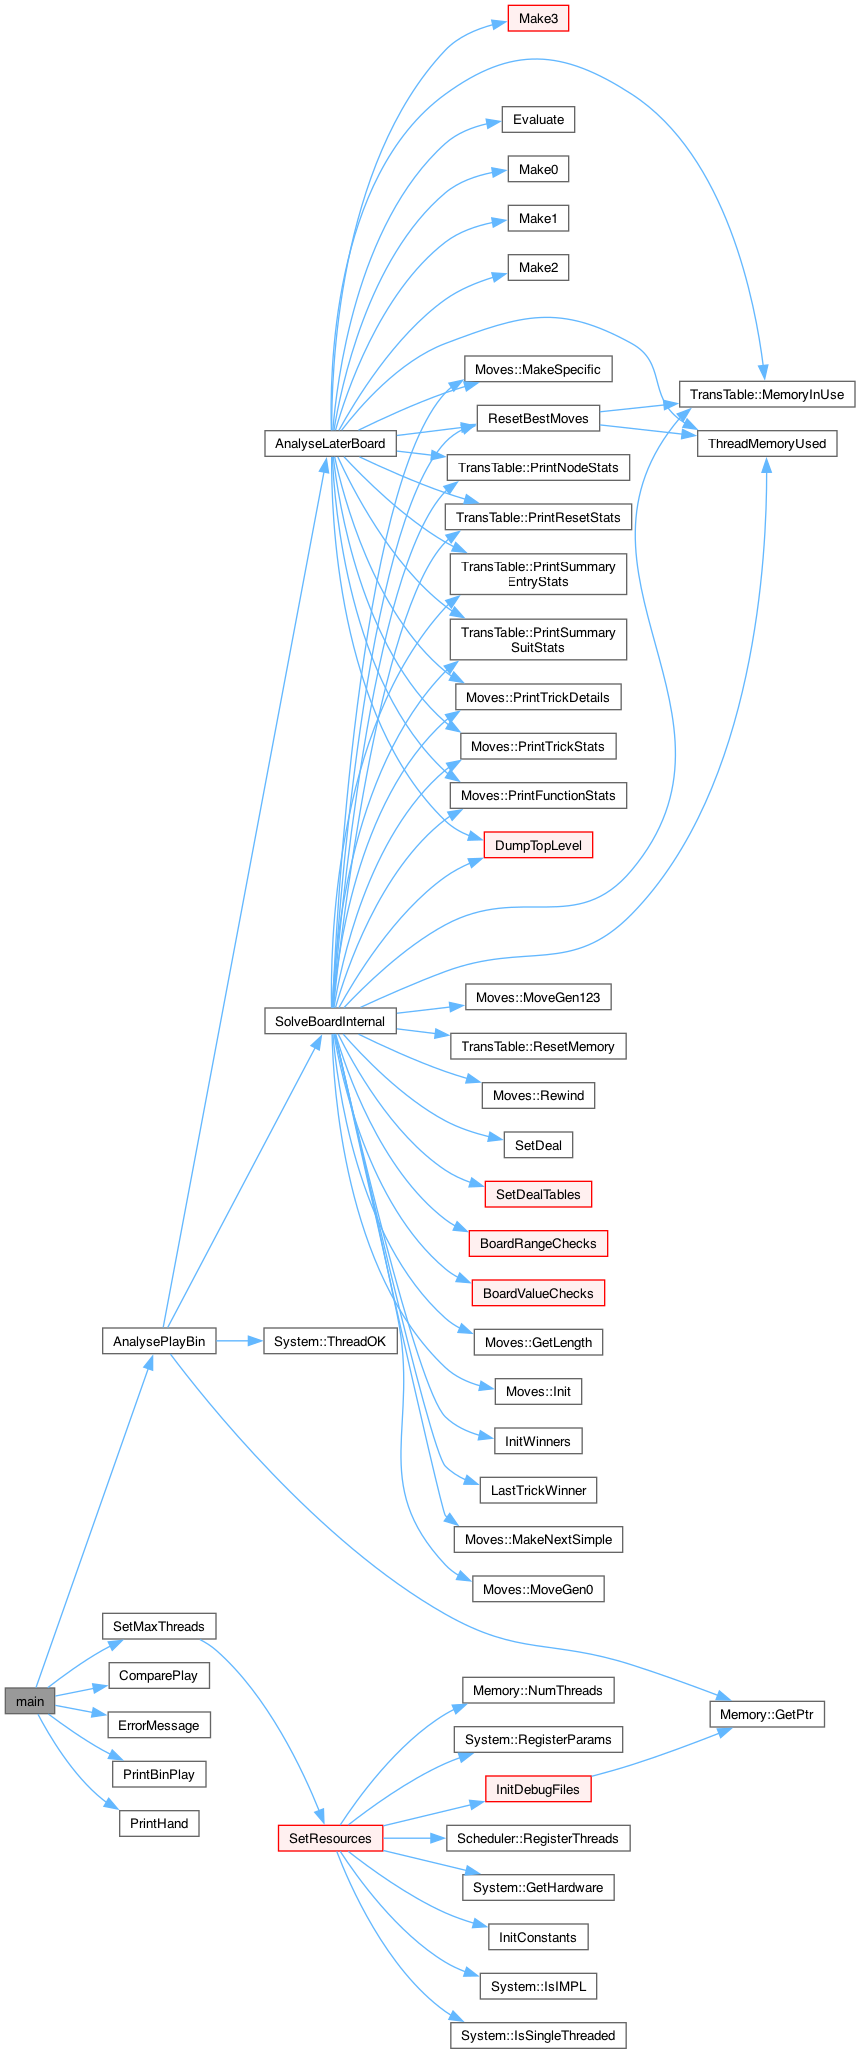 Make3
Evaluate
Make0
Make1
Make2
Moves::MakeSpecific
TransTable::MemoryInUse
ResetBestMoves
AnalyseLaterBoard
ThreadMemoryUsed
TransTable::PrintNodeStats
TransTable::PrintResetStats
TransTable::PrintSummary
EntryStats
TransTable::PrintSummary
SuitStats
Moves::PrintTrickDetails
Moves::PrintTrickStats
Moves::PrintFunctionStats
DumpTopLevel
Moves::MoveGen123
SolveBoardInternal
TransTable::ResetMemory
Moves::Rewind
SetDeal
SetDealTables
BoardRangeChecks
BoardValueChecks
AnalysePlayBin
System::ThreadOK
Moves::GetLength
Moves::Init
InitWinners
LastTrickWinner
Moves::MakeNextSimple
Moves::MoveGen0
SetMaxThreads
ComparePlay
Memory::NumThreads
main
Memory::GetPtr
ErrorMessage
System::RegisterParams
PrintBinPlay
InitDebugFiles
PrintHand
SetResources
Scheduler::RegisterThreads
System::GetHardware
InitConstants
System::IsIMPL
System::IsSingleThreaded